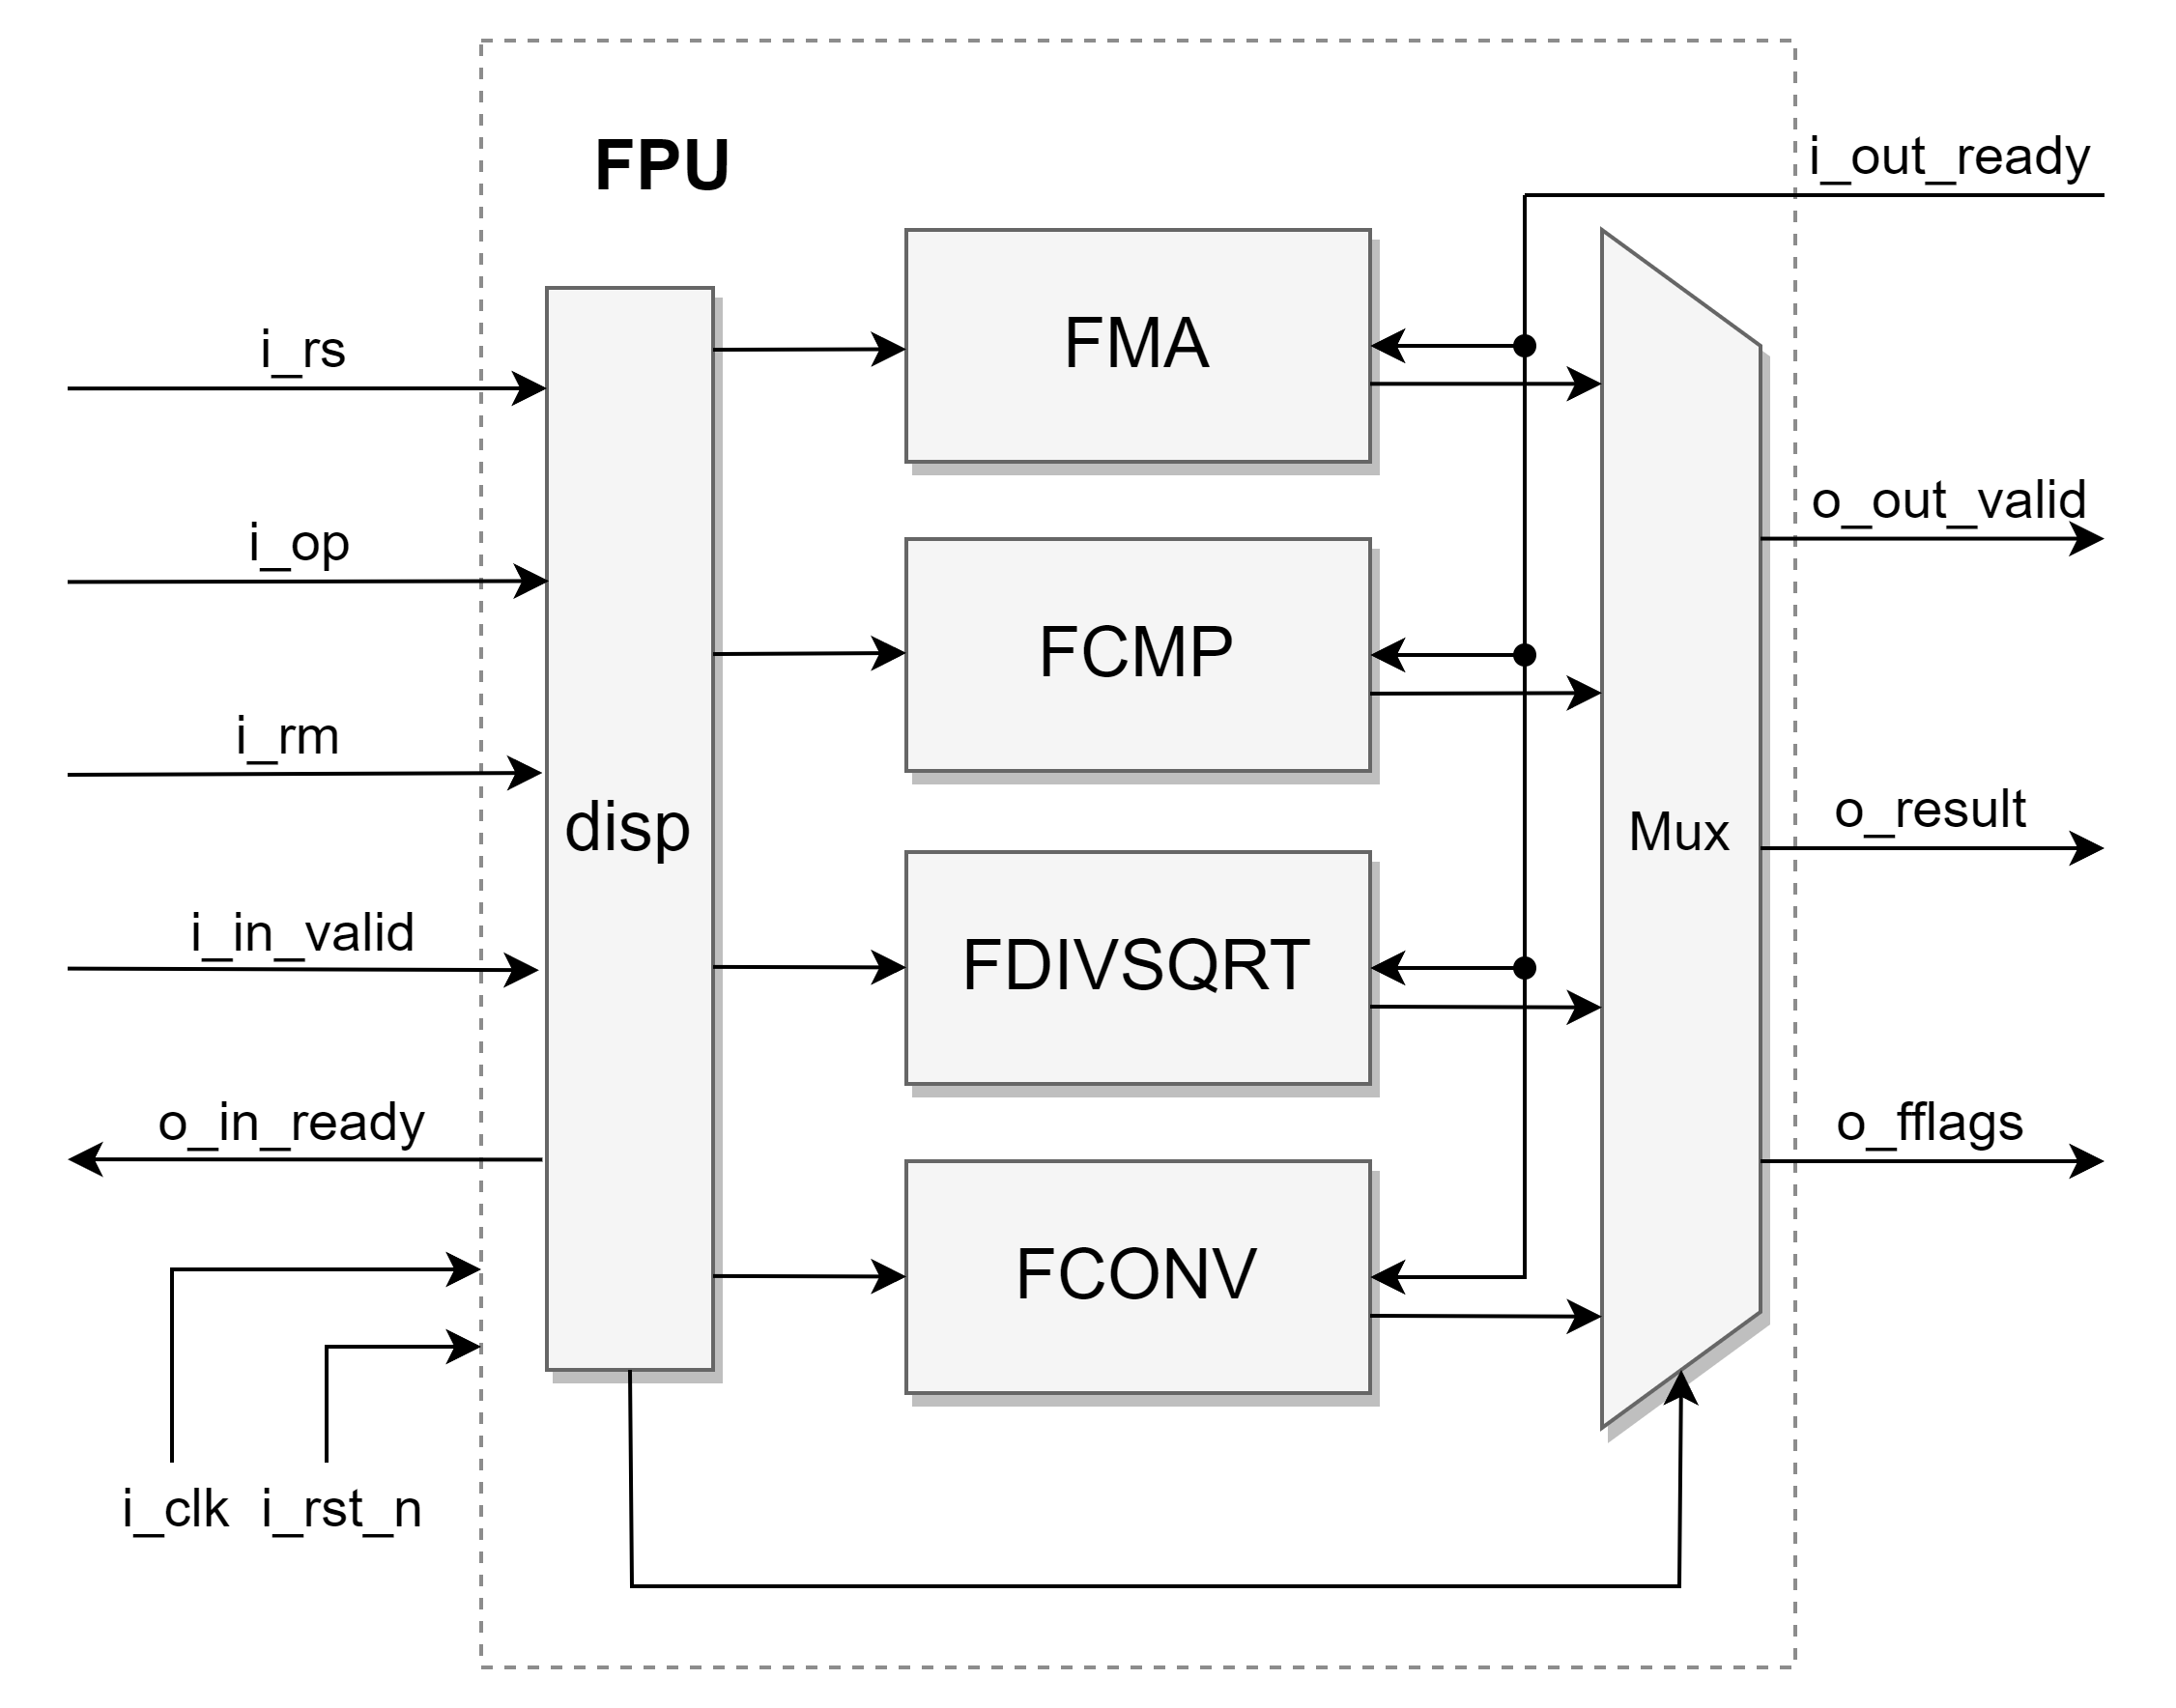 FPU
i_out_ready
i_rs
FMA
o_out_valid
i_op
FCMP
i_rm
disp
Mux
o_result
i_in_valid
FDIVSQRT
o_in_ready
o_fflags
FCONV
i_clk
i_rst_n